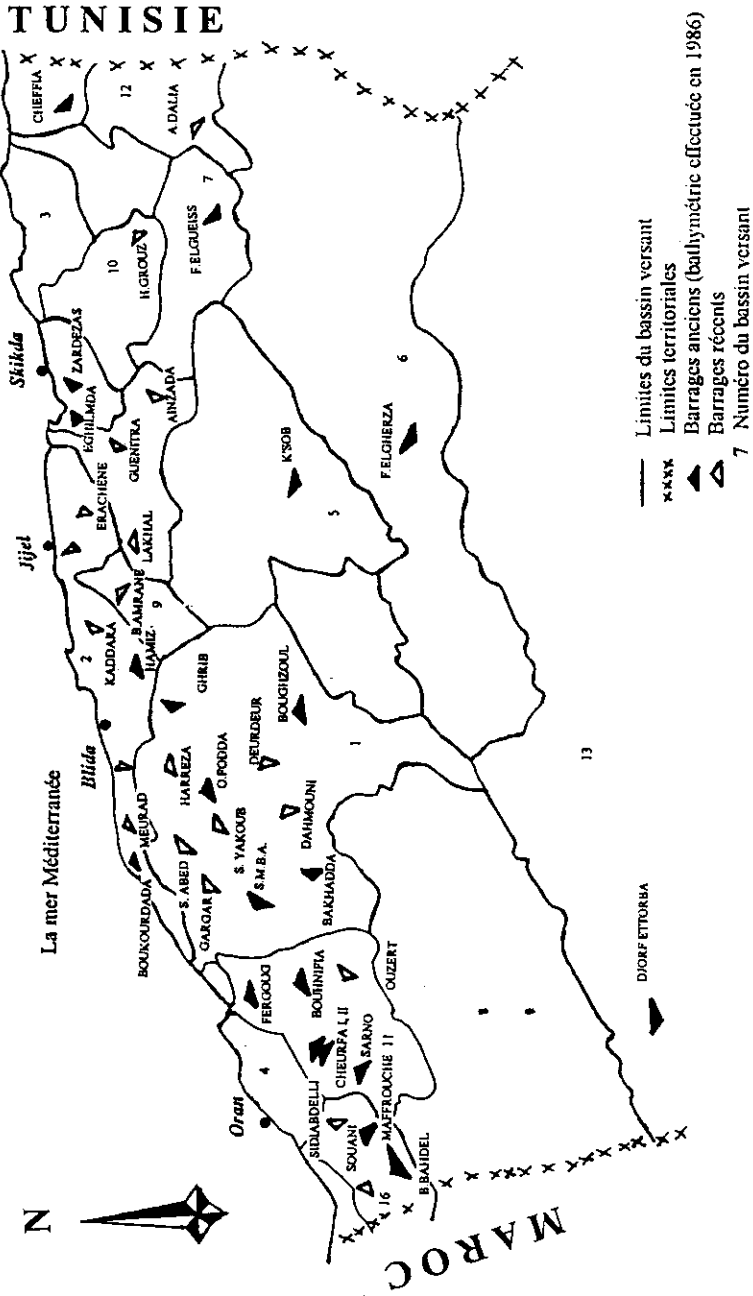 TUNISIE
La mer Méditerranée
N
MAROC
Oran
Blida
Jijel
Skikda
CHEFFIA
12
A.DALIA
3
7
10
H.GROUZ
F.ELGUEISS
ZARDEZAS
EGHILMDA
GUENITRA
AINZADA
ERACHENE
LAKHAL
K'SOB
5
6
F.ELGHERZA
2
KADDARA
B.AMRANE
HAMIZ
9
GHRIB
BOUGHZOUL
DEURDEUR
1
MEURAD
BOUKOURDADA
HARREZA
O.FODDA
S. ABED
GARGAR
S. YAKOUB
S.M.B.A.
DAHMOUNI
BAKHADDA
13
FERGOUG
BOUHNIFIA
OUZERT
4
CHEURFA I, II
SARNO
SIDIABDELLI
SOUANI
MAFFROUCHE 11
B.BAHDEL
16
DJORF ETTORBA
Limites du bassin versant
xxxx Limites territoriales
Barrages anciens (bathymétrie effectuée en 1986)
Barrages récents
7 Numéro du bassin versant